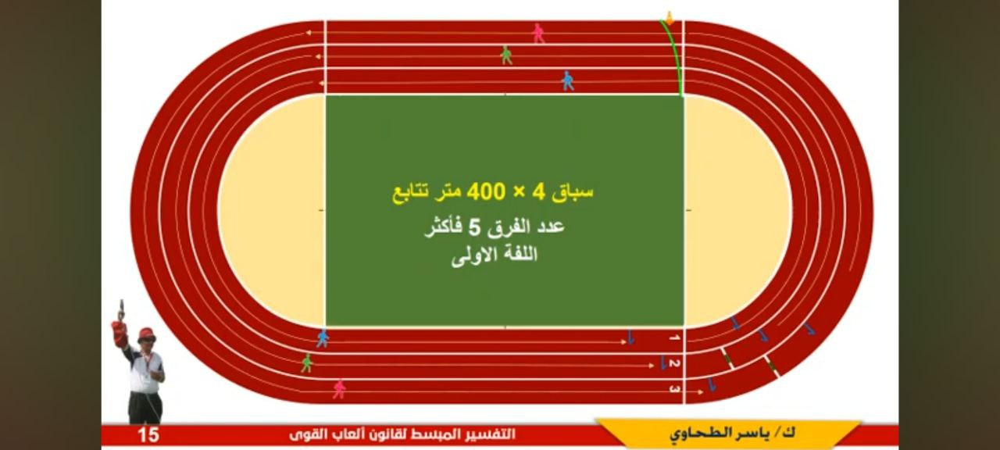 سباق 4 × 400 متر تتابع
عدد الفرق 5 فأكثر
اللفة الاولى
1
2
3
ك/ ياسر الطحاوي
التفسير المبسط لقانون ألعاب القوى
15